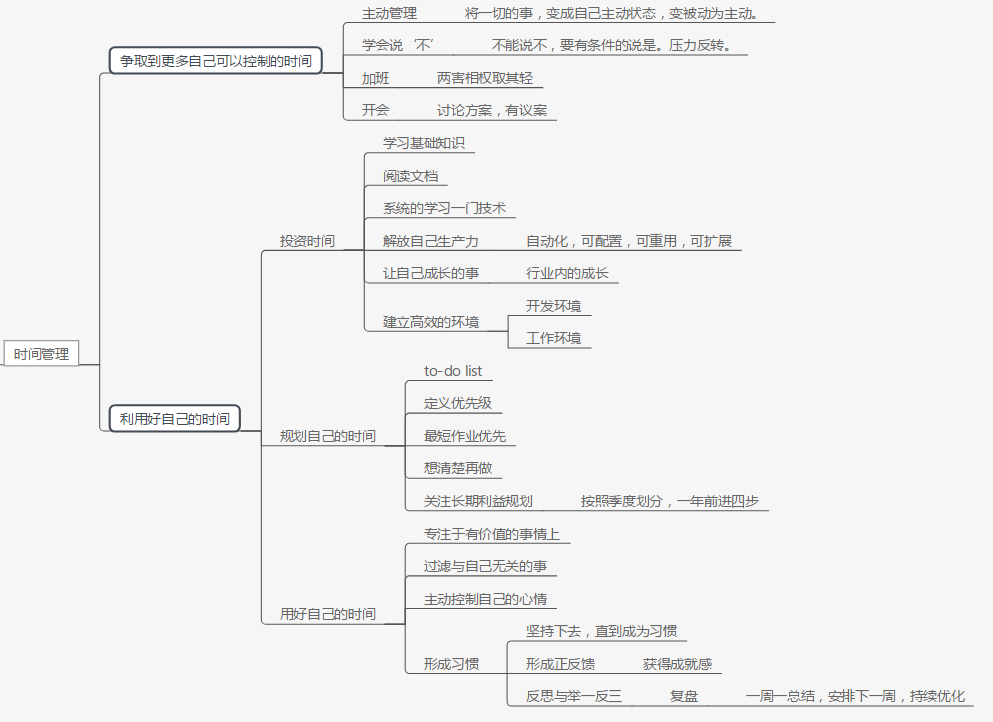 主动管理 将一切的事，变成自己主动状态，变被动为主动。
学会说‘不’ 不能说不，要有条件的说是。压力反转。
争取到更多自己可以控制的时间
加班 两害相权取其轻
开会 讨论方案，有议案
学习基础知识
阅读文档
系统的学习一门技术
投资时间
解放自己生产力 自动化，可配置，可重用，可扩展
让自己成长的事 行业内的成长
开发环境
建立高效的环境
工作环境
时间管理
to-do list
定义优先级
利用好自己的时间
规划自己的时间
最短作业优先
想清楚再做
关注长期利益规划 按照季度划分，一年前进四步
专注于有价值的事情上
过滤与自己无关的事
主动控制自己的心情
用好自己的时间
坚持下去，直到成为习惯
形成习惯
形成正反馈 获得成就感
反思与举一反三 复盘 一周一总结，安排下一周，持续优化